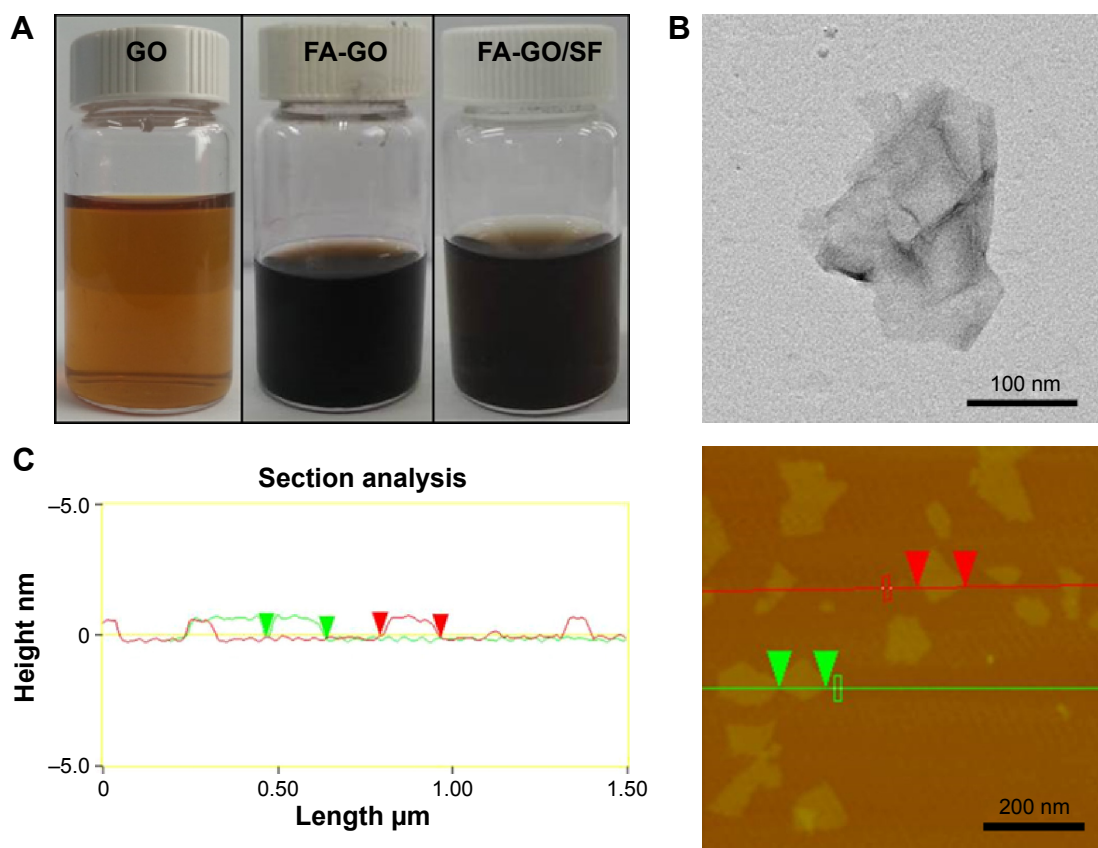 A
GO
FA-GO
FA-GO/SF
B
100 nm
C
Section analysis
–5.0
0
–5.0
Height nm
0
0.50
1.00
1.50
Length µm
200 nm